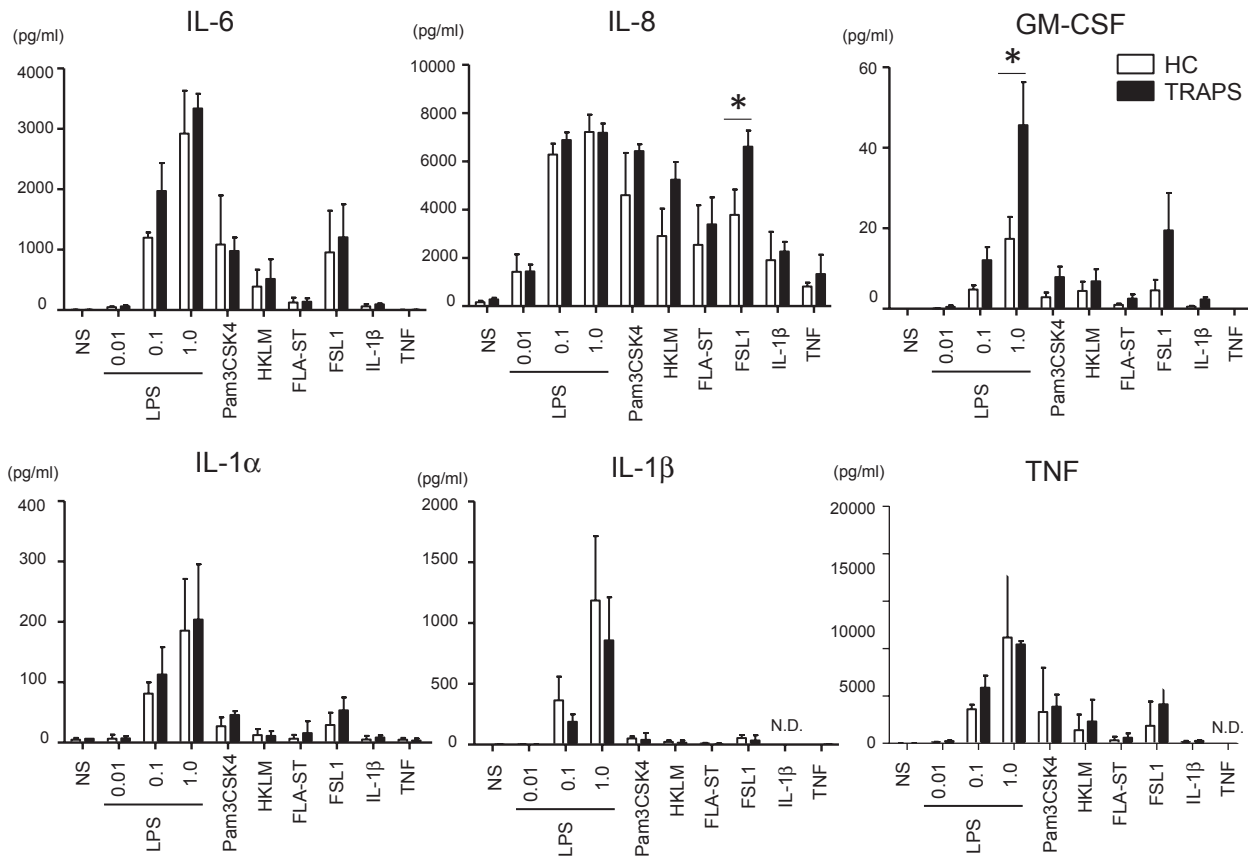 IL-6
(pg/ml)
4000
3000
2000
1000
0
NS
0.01
0.1
1.0
Pam3CSK4
HKLM
FLA-ST
FSL1
IL-1β
TNF
LPS
IL-8
(pg/ml)
10000
8000
6000
4000
2000
0
*
NS
0.01
0.1
1.0
Pam3CSK4
HKLM
FLA-ST
FSL1
IL-1β
TNF
LPS
GM-CSF
(pg/ml)
60
40
20
0
*
HC
TRAPS
NS
0.01
0.1
1.0
Pam3CSK4
HKLM
FLA-ST
FSL1
IL-1β
TNF
LPS
IL-1α
(pg/ml)
400
300
200
100
0
NS
0.01
0.1
1.0
Pam3CSK4
HKLM
FLA-ST
FSL1
IL-1β
TNF
LPS
IL-1β
(pg/ml)
2000
1500
1000
500
0
N.D.
NS
0.01
0.1
1.0
Pam3CSK4
HKLM
FLA-ST
FSL1
IL-1β
TNF
LPS
TNF
(pg/ml)
20000
15000
10000
5000
0
N.D.
NS
0.01
0.1
1.0
Pam3CSK4
HKLM
FLA-ST
FSL1
IL-1β
TNF
LPS